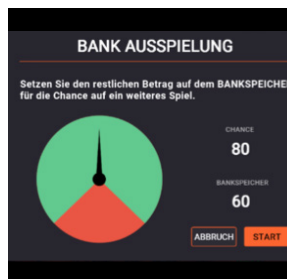 BANK AUSSPIELUNG
Setzen Sie den restlichen Betrag auf dem BANKSPEICHE
für die Chance auf ein weiteres Spiel.
CHANCE
80
BANKSPEICHER
60
ABBRUCH START